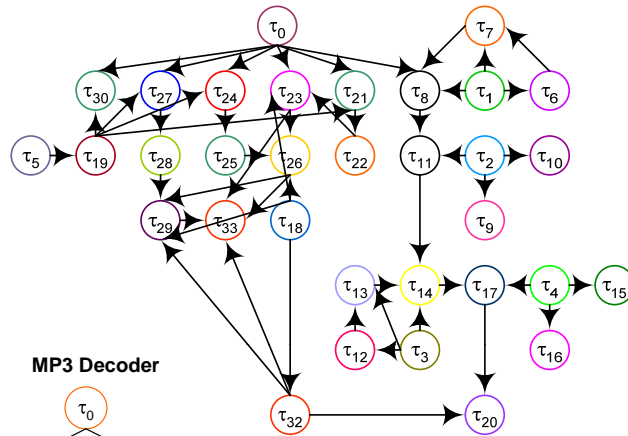 τ0
τ7
τ30 τ27 τ24 τ23 τ21 τ8 τ1 τ6
τ5 τ19 τ28 τ25 τ26 τ22 τ11 τ2 τ10
τ29 τ33 τ18 τ9
τ13 τ14 τ17 τ4 τ15
τ12 τ3 τ16
MP3 Decoder
τ0
τ32 τ20